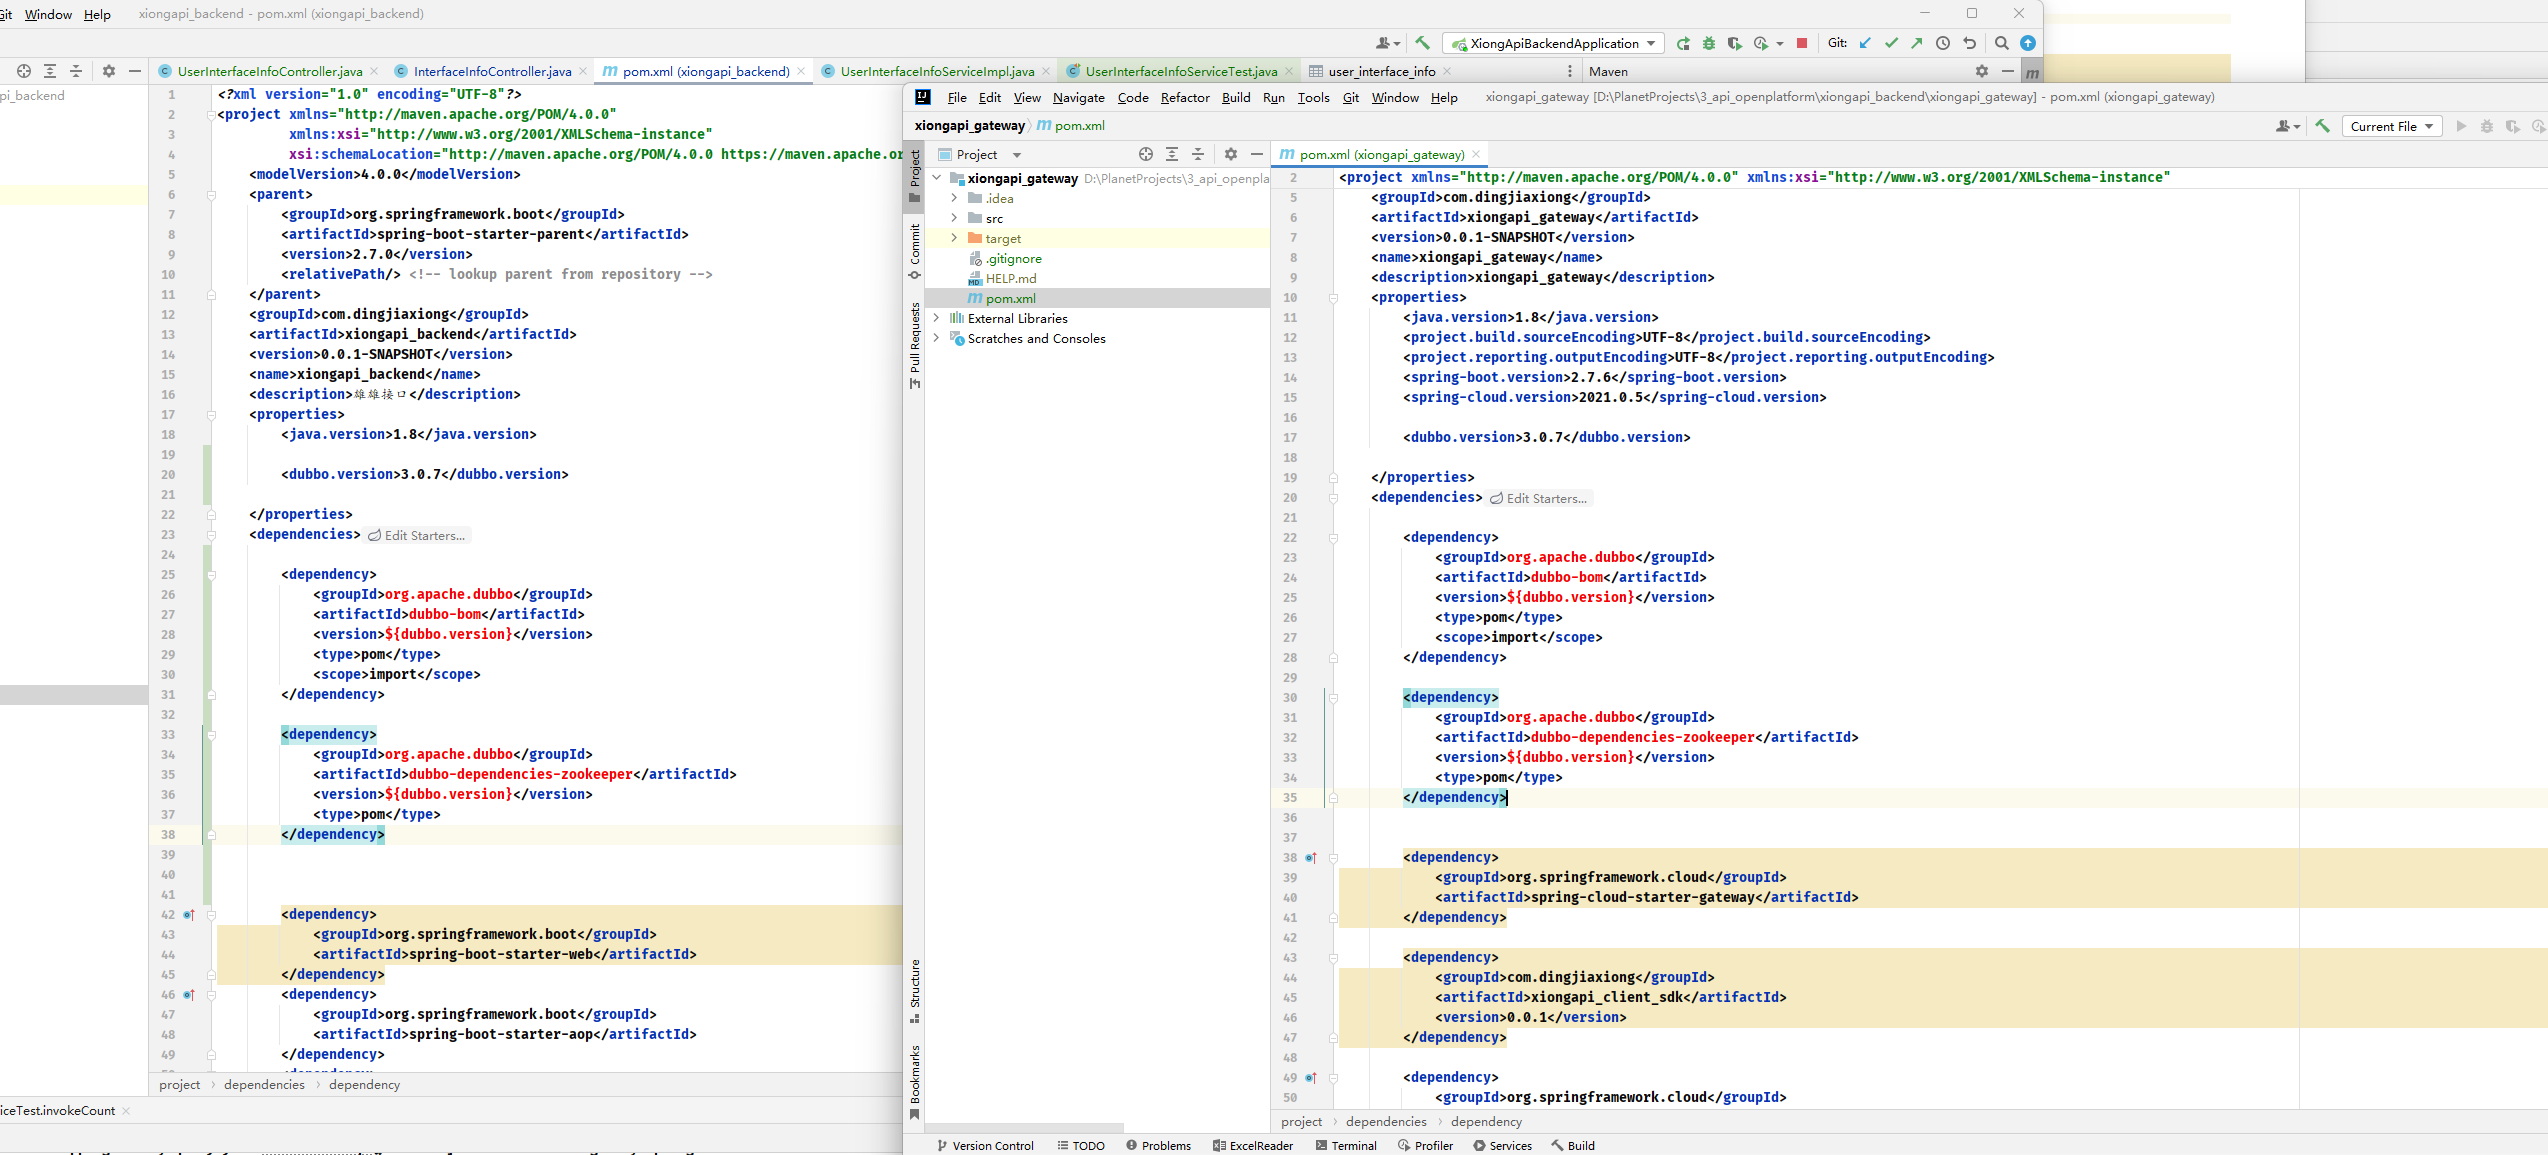 Git Window Help xiongapi_backend - pom.xml (xiongapi_backend)
XiongApiBackendApplication Git:
UserInterfaceInfoController.java InterfaceInfoController.java pom.xml (xiongapi_backend) UserInterfaceInfoServiceImpl.java UserInterfaceInfoServiceTest.java user_interface_info Maven
pi_backend
1 <?xml version="1.0" encoding="UTF-8"?>
2 <project xmlns="http://maven.apache.org/POM/4.0.0"
3 xmlns:xsi="http://www.w3.org/2001/XMLSchema-instance"
4 xsi:schemaLocation="http://maven.apache.org/POM/4.0.0 https://maven.apache.or
5 <modelVersion>4.0.0</modelVersion>
6 <parent>
7 <groupId>org.springframework.boot</groupId>
8 <artifactId>spring-boot-starter-parent</artifactId>
9 <version>2.7.0</version>
10 <relativePath/> <!-- lookup parent from repository -->
11 </parent>
12 <groupId>com.dingjiaxiong</groupId>
13 <artifactId>xiongapi_backend</artifactId>
14 <version>0.0.1-SNAPSHOT</version>
15 <name>xiongapi_backend</name>
16 <description>雄雄接口</description>
17 <properties>
18 <java.version>1.8</java.version>
19
20 <dubbo.version>3.0.7</dubbo.version>
21
22 </properties>
23 <dependencies> Edit Starters...
24
25 <dependency>
26 <groupId>org.apache.dubbo</groupId>
27 <artifactId>dubbo-bom</artifactId>
28 <version>${dubbo.version}</version>
29 <type>pom</type>
30 <scope>import</scope>
31 </dependency>
32
33 <dependency>
34 <groupId>org.apache.dubbo</groupId>
35 <artifactId>dubbo-dependencies-zookeeper</artifactId>
36 <version>${dubbo.version}</version>
37 <type>pom</type>
38 </dependency>
39
40
41
42 <dependency>
43 <groupId>org.springframework.boot</groupId>
44 <artifactId>spring-boot-starter-web</artifactId>
45 </dependency>
46 <dependency>
47 <groupId>org.springframework.boot</groupId>
48 <artifactId>spring-boot-starter-aop</artifactId>
49 </dependency>
project dependencies dependency
iceTest.invokeCount
File Edit View Navigate Code Refactor Build Run Tools Git Window Help xiongapi_gateway [D:\PlanetProjects\3_api_openplatform\xiongapi_backend\xiongapi_gateway] - pom.xml (xiongapi_gateway)
xiongapi_gateway pom.xml Current File
Project
Commit
Pull Requests
Structure
Bookmarks
Project
xiongapi_gateway D:\PlanetProjects\3_api_openpla
.idea
src
target
.gitignore
HELP.md
pom.xml
External Libraries
Scratches and Consoles
pom.xml (xiongapi_gateway)
2 <project xmlns="http://maven.apache.org/POM/4.0.0" xmlns:xsi="http://www.w3.org/2001/XMLSchema-instance"
5 <groupId>com.dingjiaxiong</groupId>
6 <artifactId>xiongapi_gateway</artifactId>
7 <version>0.0.1-SNAPSHOT</version>
8 <name>xiongapi_gateway</name>
9 <description>xiongapi_gateway</description>
10 <properties>
11 <java.version>1.8</java.version>
12 <project.build.sourceEncoding>UTF-8</project.build.sourceEncoding>
13 <project.reporting.outputEncoding>UTF-8</project.reporting.outputEncoding>
14 <spring-boot.version>2.7.6</spring-boot.version>
15 <spring-cloud.version>2021.0.5</spring-cloud.version>
16
17 <dubbo.version>3.0.7</dubbo.version>
18
19 </properties>
20 <dependencies> Edit Starters...
21
22 <dependency>
23 <groupId>org.apache.dubbo</groupId>
24 <artifactId>dubbo-bom</artifactId>
25 <version>${dubbo.version}</version>
26 <type>pom</type>
27 <scope>import</scope>
28 </dependency>
29
30 <dependency>
31 <groupId>org.apache.dubbo</groupId>
32 <artifactId>dubbo-dependencies-zookeeper</artifactId>
33 <version>${dubbo.version}</version>
34 <type>pom</type>
35 </dependency>
36
37
38 <dependency>
39 <groupId>org.springframework.cloud</groupId>
40 <artifactId>spring-cloud-starter-gateway</artifactId>
41 </dependency>
42
43 <dependency>
44 <groupId>com.dingjiaxiong</groupId>
45 <artifactId>xiongapi_client_sdk</artifactId>
46 <version>0.0.1</version>
47 </dependency>
48
49 <dependency>
50 <groupId>org.springframework.cloud</groupId>
project dependencies dependency
Version Control TODO Problems ExcelReader Terminal Profiler Services Build